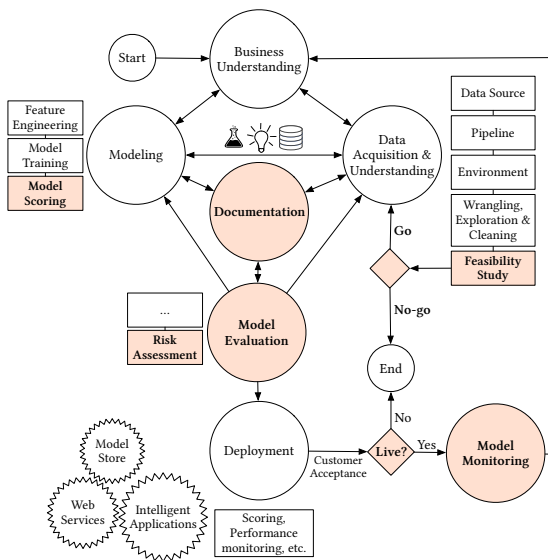 Start
Business
Understanding
Feature
Engineering
Model
Training
Model
Scoring
Modeling
Data
Acquisition &
Understanding
Data Source
Pipeline
Environment
Wrangling,
Exploration &
Cleaning
Feasibility
Study
Documentation
Go
No-go
...
Risk
Assessment
Model
Evaluation
End
No
Deployment
Customer
Acceptance
Live?
Yes
Model
Monitoring
Model
Store
Web
Services
Intelligent
Applications
Scoring,
Performance
monitoring, etc.